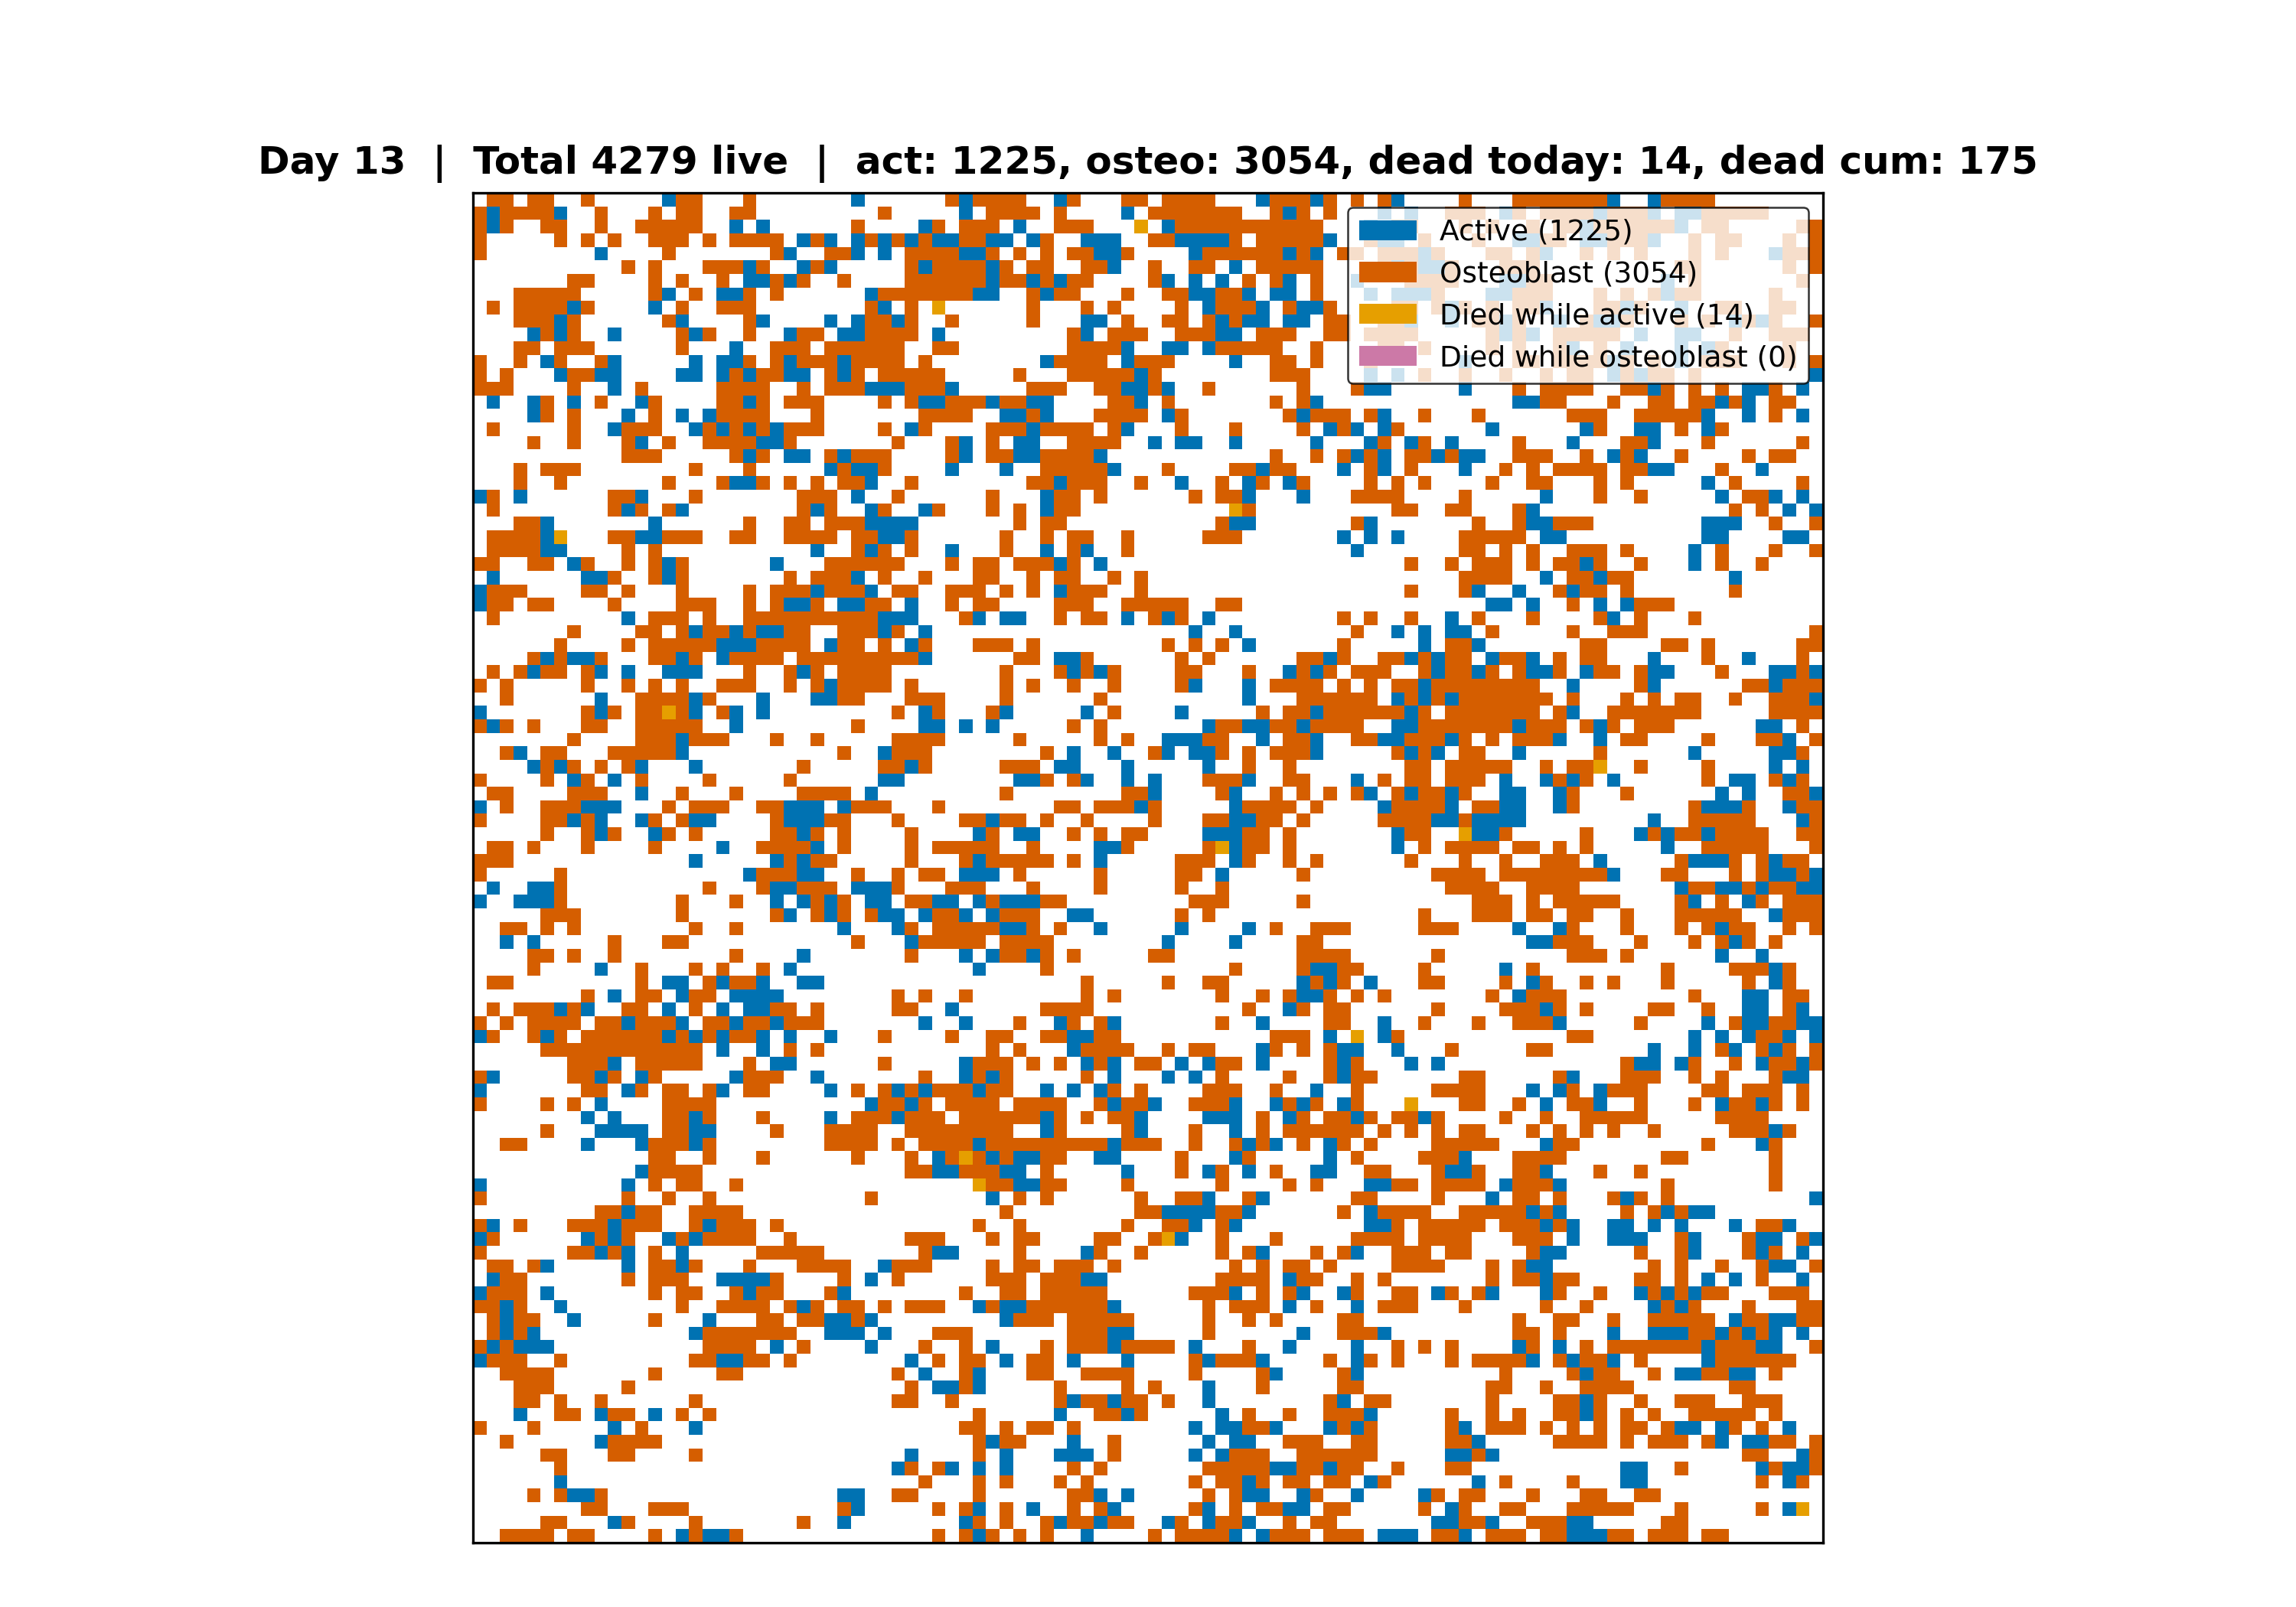 Day 13 | Total 4279 live | act: 1225, osteo: 3054, dead today: 14, dead cum: 175
Active (1225)
Osteoblast (3054)
Died while active (14)
Died while osteoblast (0)